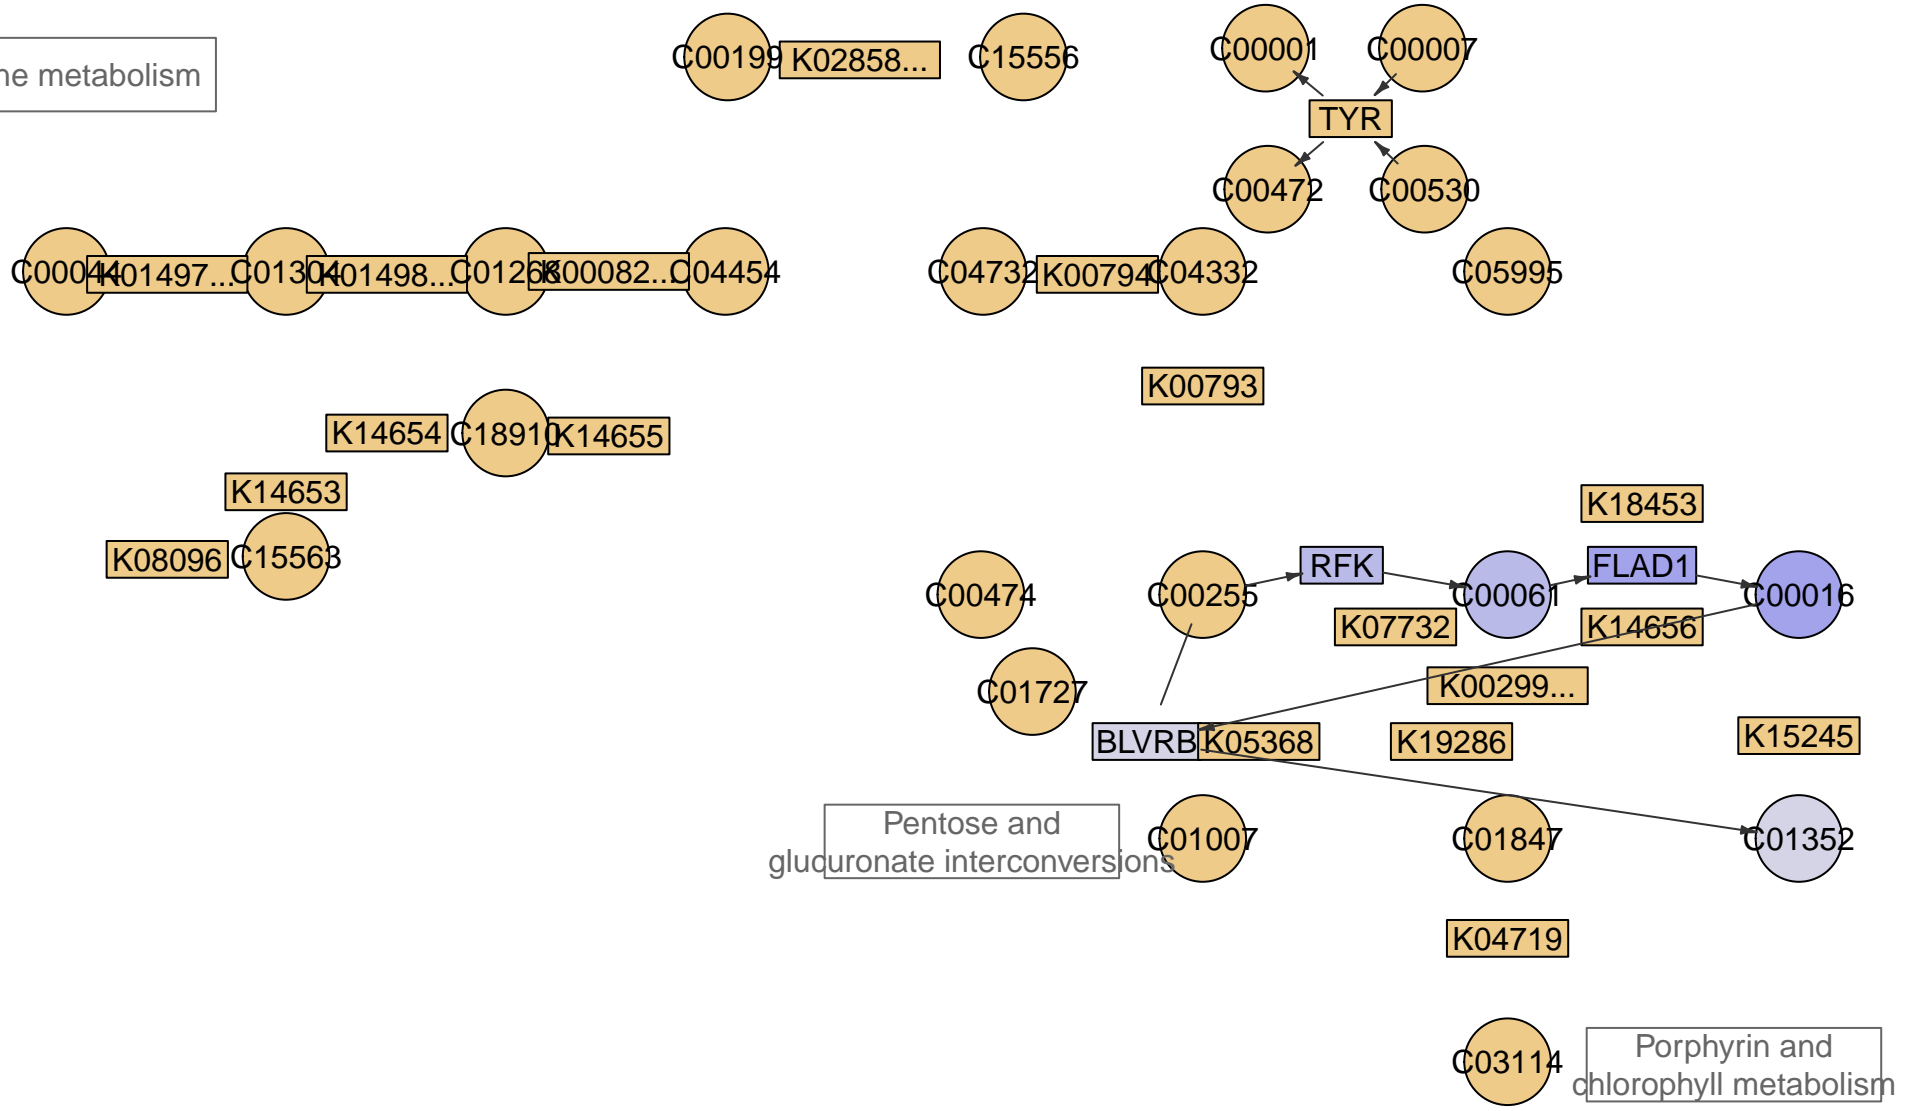 C00199
K02858...
C15556
C00001
C00007
ne metabolism
TYR
C00472
C00530
C00044
K01497...
C01304
K01498...
C01268
K00082...
C04454
C04732
K00794
C04332
C05995
K00793
K14654
C18910
K14655
K14653
K08096
C15563
K18453
C00474
C00255
RFK
C00061
FLAD1
C00016
K07732
K14656
C01727
K00299...
BLVRB
K05368
K19286
K15245
Pentose and
glucuronate interconversions
C01007
C01847
C01352
K04719
C03114
Porphyrin and
chlorophyll metabolism